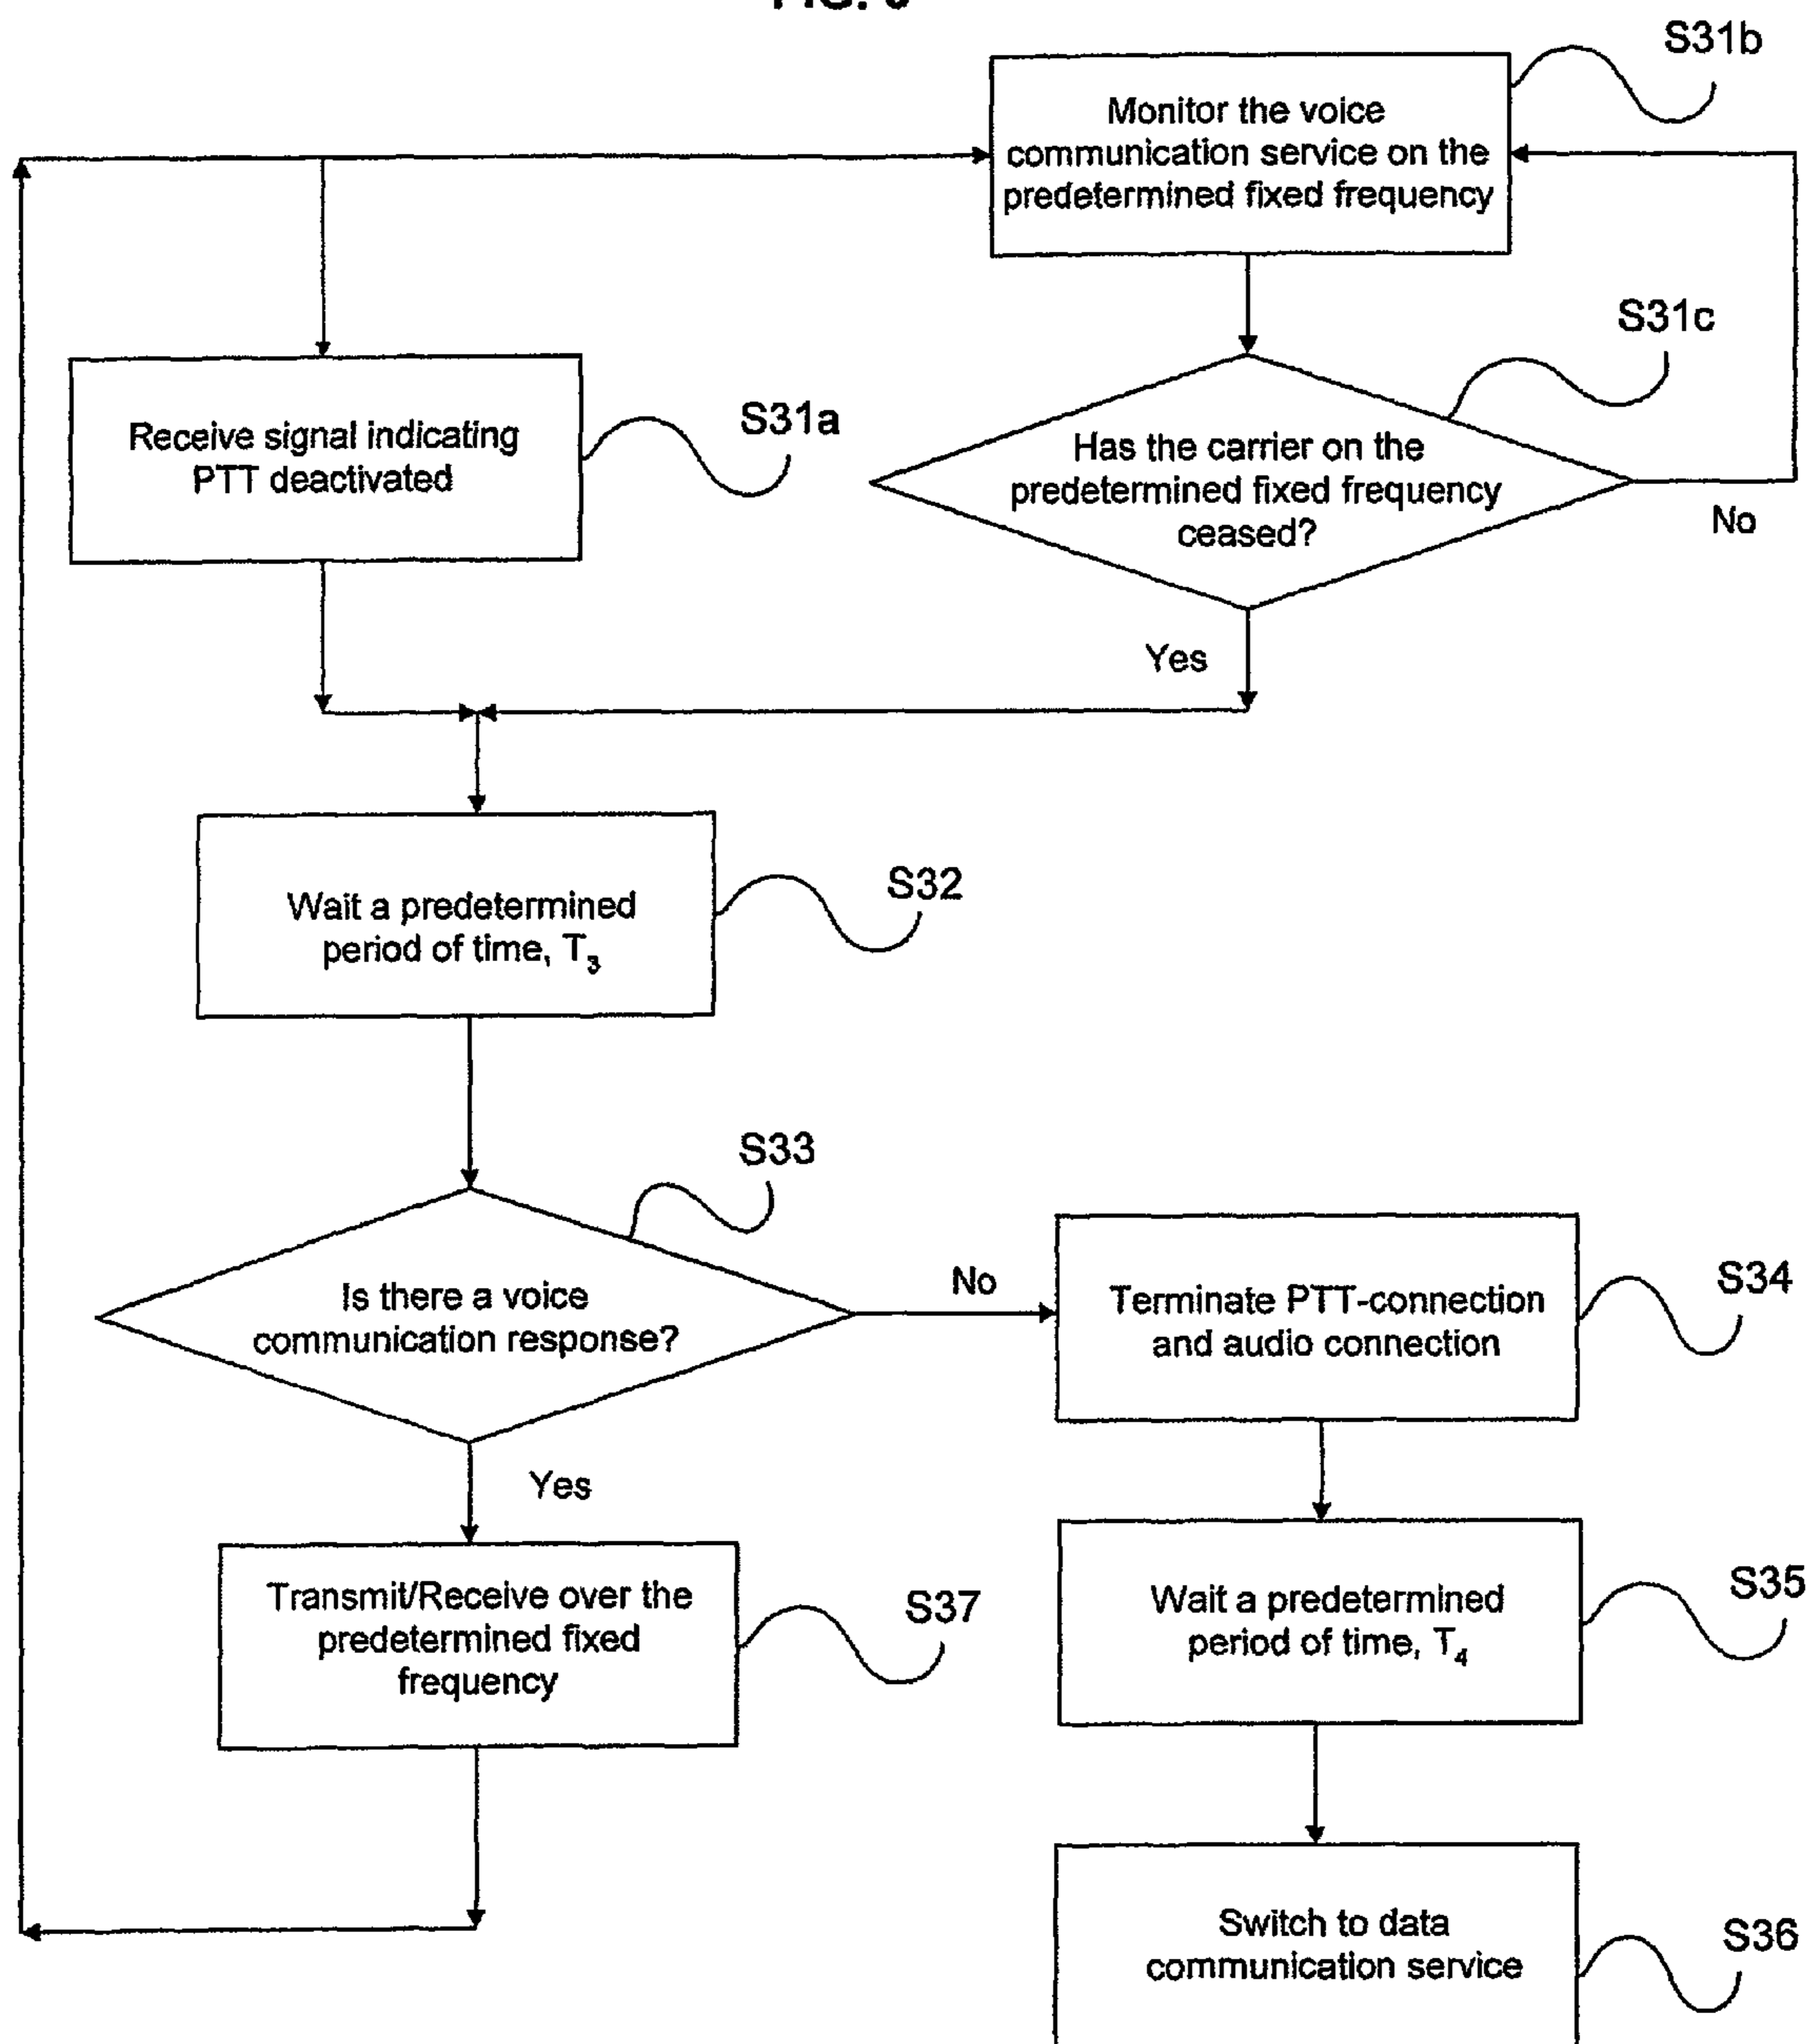 S31b
Monitor the voice
communication service on the
predetermined fixed frequency
S31c
S31a
Receive signal indicating
PTT deactivated
Has the carrier on the
predetermined fixed frequency
ceased?
No
Yes
S32
Wait a predetermined
period of time, T₃
S33
Is there a voice
communication response?
No
S34
Terminate PTT-connection
and audio connection
Yes
S37
Transmit/Receive over the
predetermined fixed
frequency
S35
Wait a predetermined
period of time, T₄
S36
Switch to data
communication service